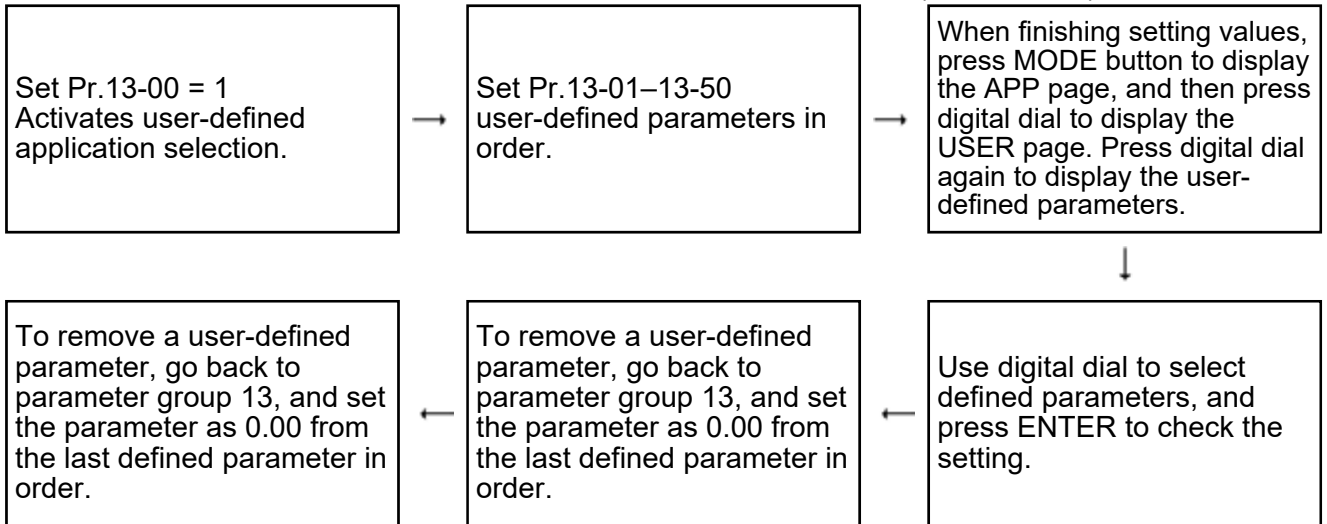 Set Pr.13-00 = 1
Activates user-defined
application selection.
Set Pr.13-01–13-50
user-defined parameters in
order.
When finishing setting values,
press MODE button to display
the APP page, and then press
digital dial to display the
USER page. Press digital dial
again to display the user-
defined parameters.
Use digital dial to select
defined parameters, and
press ENTER to check the
setting.
To remove a user-defined
parameter, go back to
parameter group 13, and set
the parameter as 0.00 from
the last defined parameter in
order.
To remove a user-defined
parameter, go back to
parameter group 13, and set
the parameter as 0.00 from
the last defined parameter in
order.